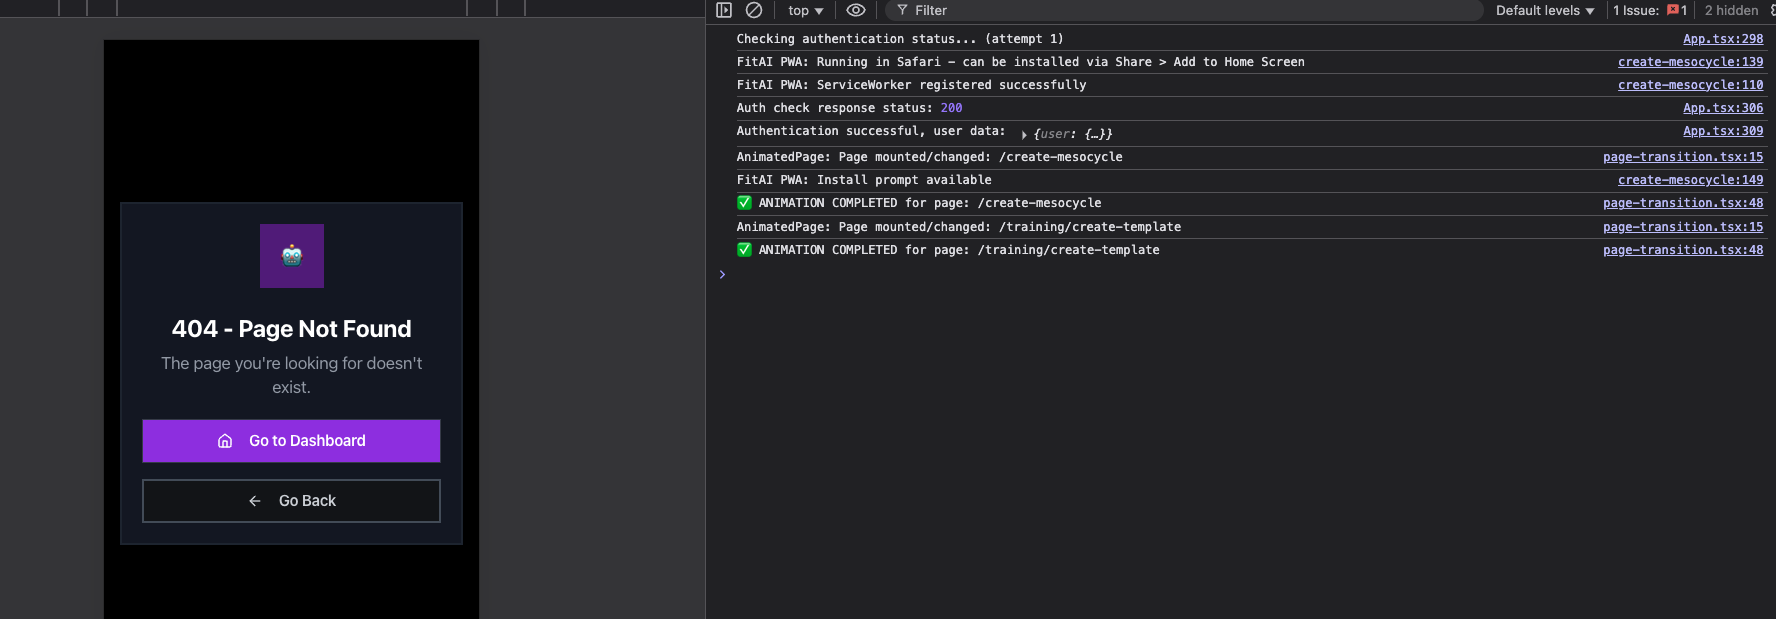 top
Filter
Default levels
1 Issue: 1
2 hidden
Checking authentication status... (attempt 1) App.tsx:298
FitAI PWA: Running in Safari - can be installed via Share > Add to Home Screen create-mesocycle:139
FitAI PWA: ServiceWorker registered successfully create-mesocycle:110
Auth check response status: 200 App.tsx:306
Authentication successful, user data: {user: {…}} App.tsx:309
AnimatedPage: Page mounted/changed: /create-mesocycle page-transition.tsx:15
FitAI PWA: Install prompt available create-mesocycle:149
✅ ANIMATION COMPLETED for page: /create-mesocycle page-transition.tsx:48
AnimatedPage: Page mounted/changed: /training/create-template page-transition.tsx:15
✅ ANIMATION COMPLETED for page: /training/create-template page-transition.tsx:48
404 - Page Not Found
The page you're looking for doesn't
exist.
Go to Dashboard
Go Back